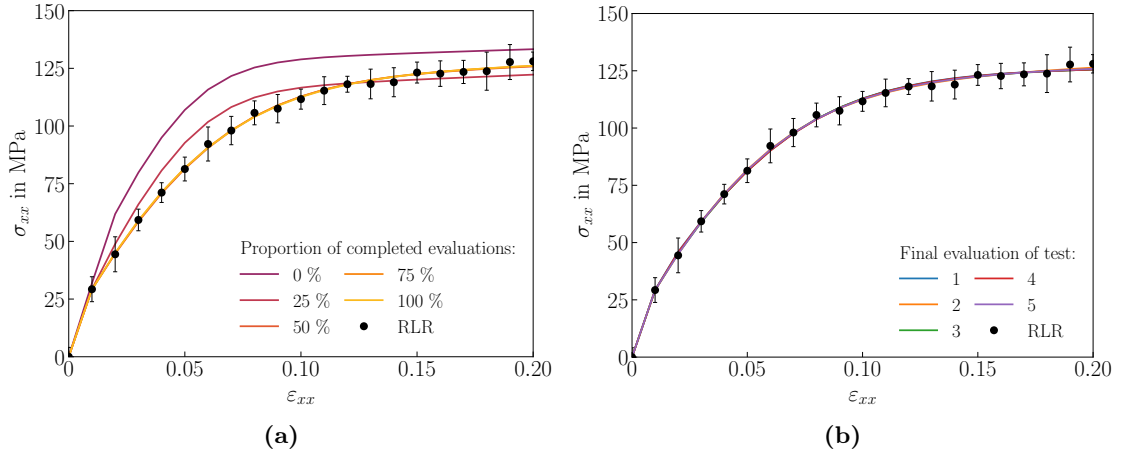 150
125
100
75
50
25
0
σxx in MPa
Proportion of completed evaluations:
0 % 75 %
25 % 100 %
50 % RLR
0 0.05 0.10 0.15 0.20
εxx
(a)
150
125
100
75
50
25
0
σxx in MPa
Final evaluation of test:
1 4
2 5
3 RLR
0 0.05 0.10 0.15 0.20
εxx
(b)